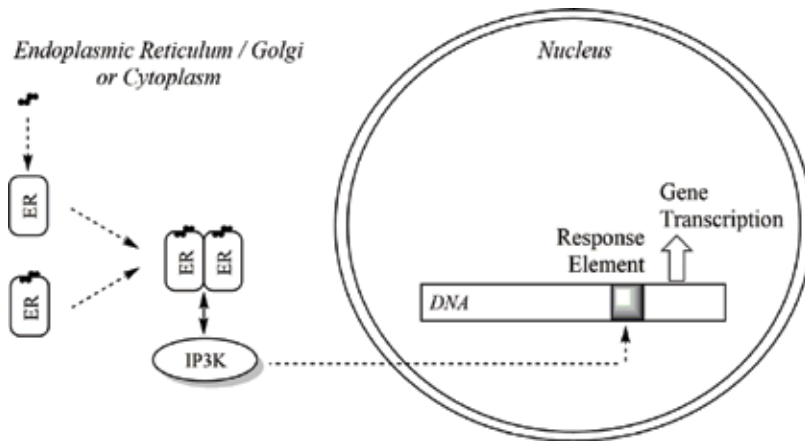 Endoplasmic Reticulum / Golgi
or Cytoplasm
Nucleus
ER
ER
ER
ER
IP3K
Gene
Transcription
Response
Element
DNA